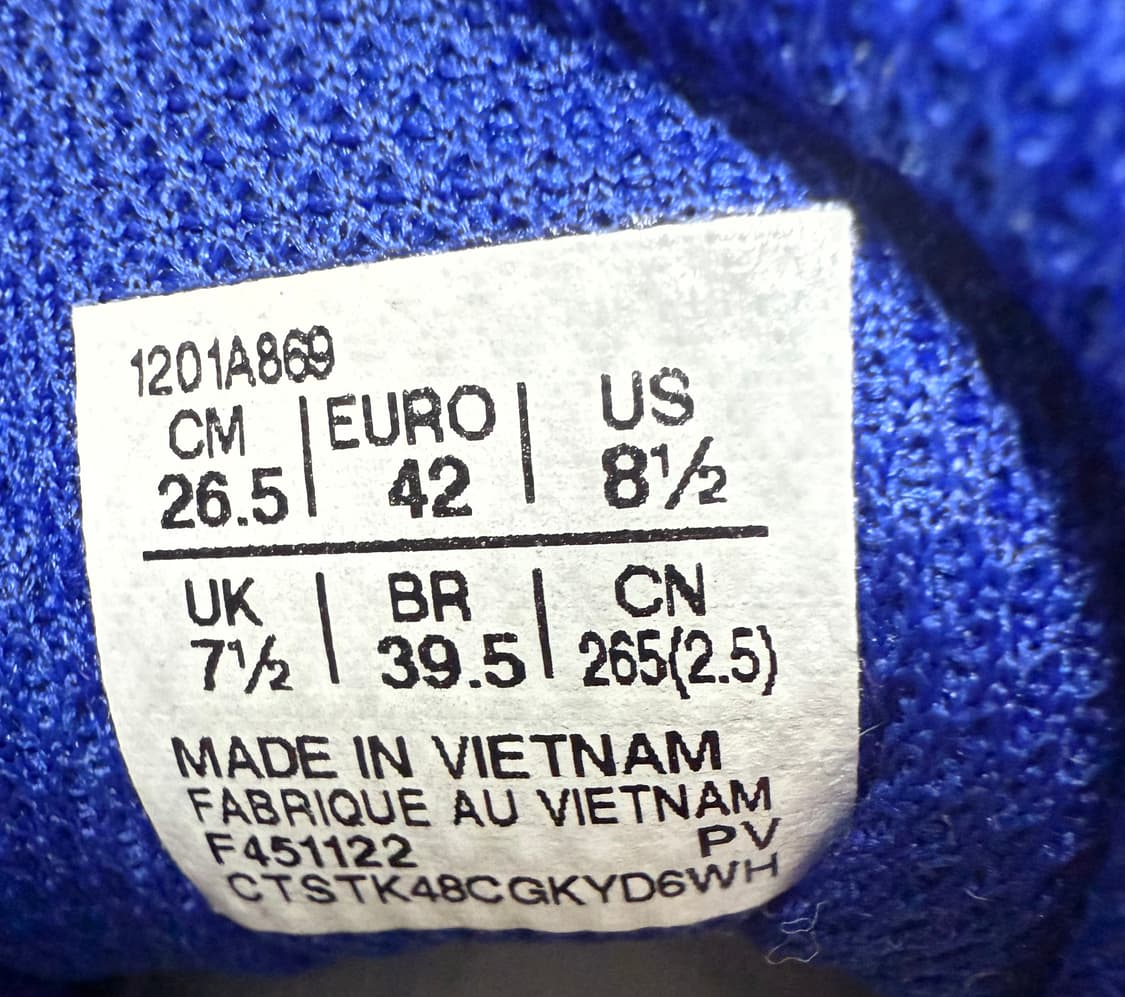 1201A869
CM | EURO | US
26.5 | 42 | 8½
UK | BR | CN
7½ | 39.5 | 265(2.5)
MADE IN VIETNAM
FABRIQUE AU VIETNAM
F451122 PV
CTSTK48CGKYD6WH